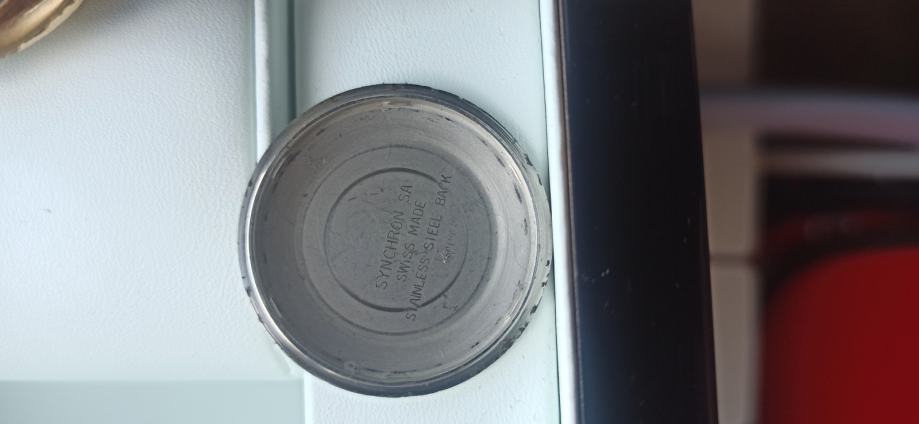 SYNCHRON SA
SWISS MADE
STAINLESS STEEL BACK